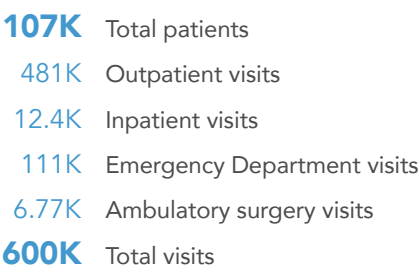 107K Total patients
481K Outpatient visits
12.4K Inpatient visits
111K Emergency Department visits
6.77K Ambulatory surgery visits
600K Total visits